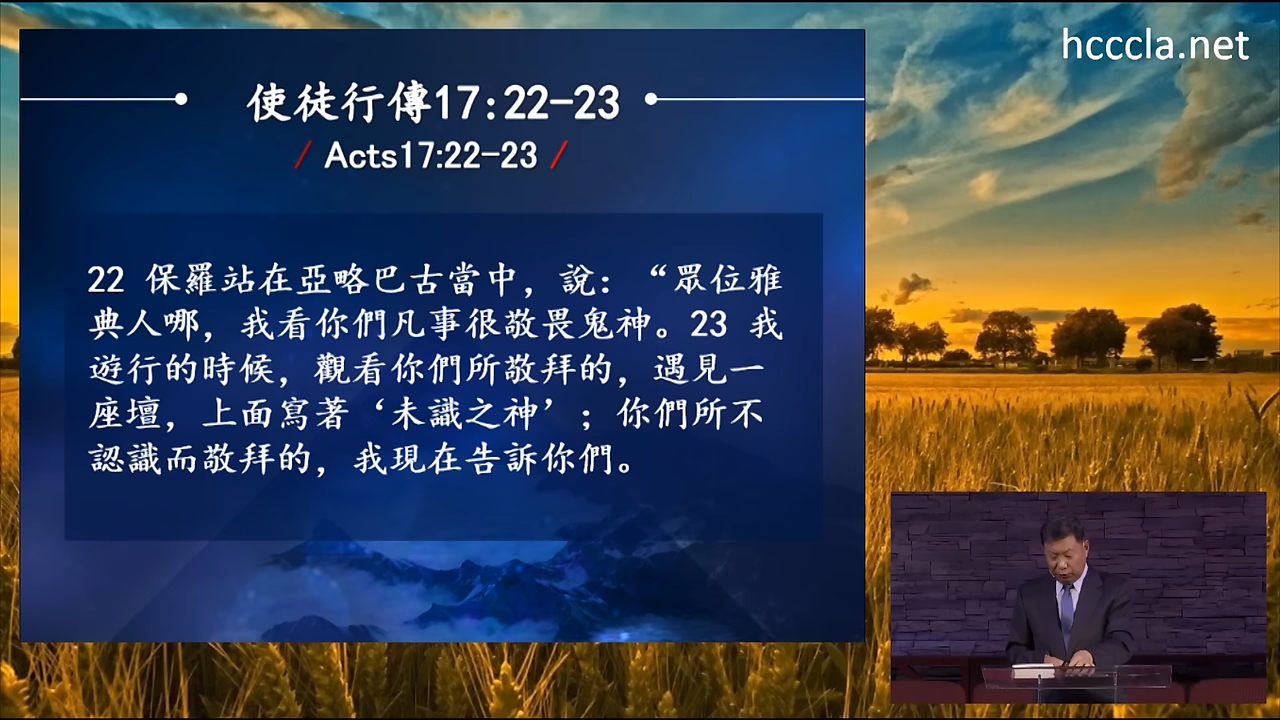 hcccla.net
使徒行傳17:22-23
/ Acts17:22-23 /
22 保羅站在亞略巴古當中，說：“眾位雅
典人哪，我看你們凡事很敬畏鬼神。23 我
遊行的時候，觀看你們所敬拜的，遇見一
座壇，上面寫著‘未識之神’；你們所不
認識而敬拜的，我現在告訴你們。